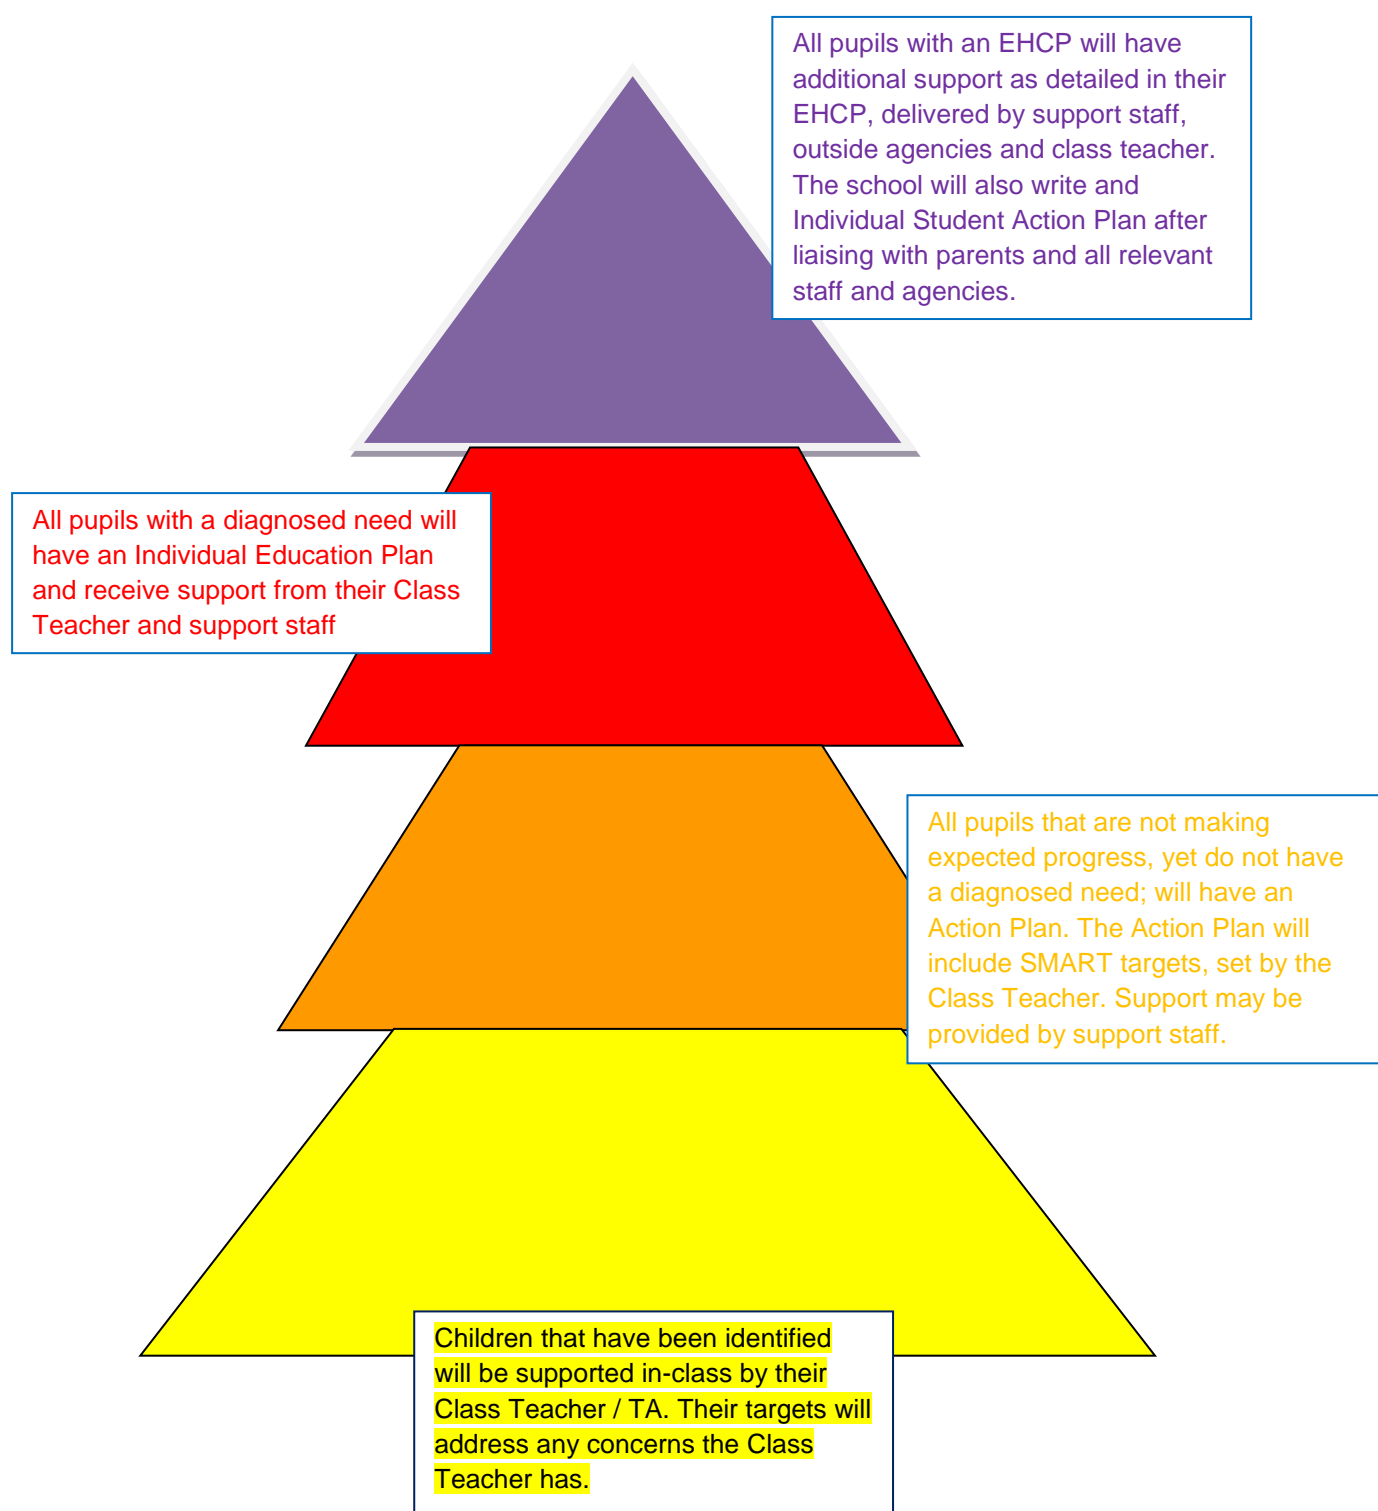 All pupils with an EHCP will have
additional support as detailed in their
EHCP, delivered by support staff,
outside agencies and class teacher.
The school will also write and
Individual Student Action Plan after
liaising with parents and all relevant
staff and agencies.
All pupils with a diagnosed need will
have an Individual Education Plan
and receive support from their Class
Teacher and support staff
All pupils that are not making
expected progress, yet do not have
a diagnosed need; will have an
Action Plan. The Action Plan will
include SMART targets, set by the
Class Teacher. Support may be
provided by support staff.
Children that have been identified
will be supported in-class by their
Class Teacher / TA. Their targets will
address any concerns the Class
Teacher has.